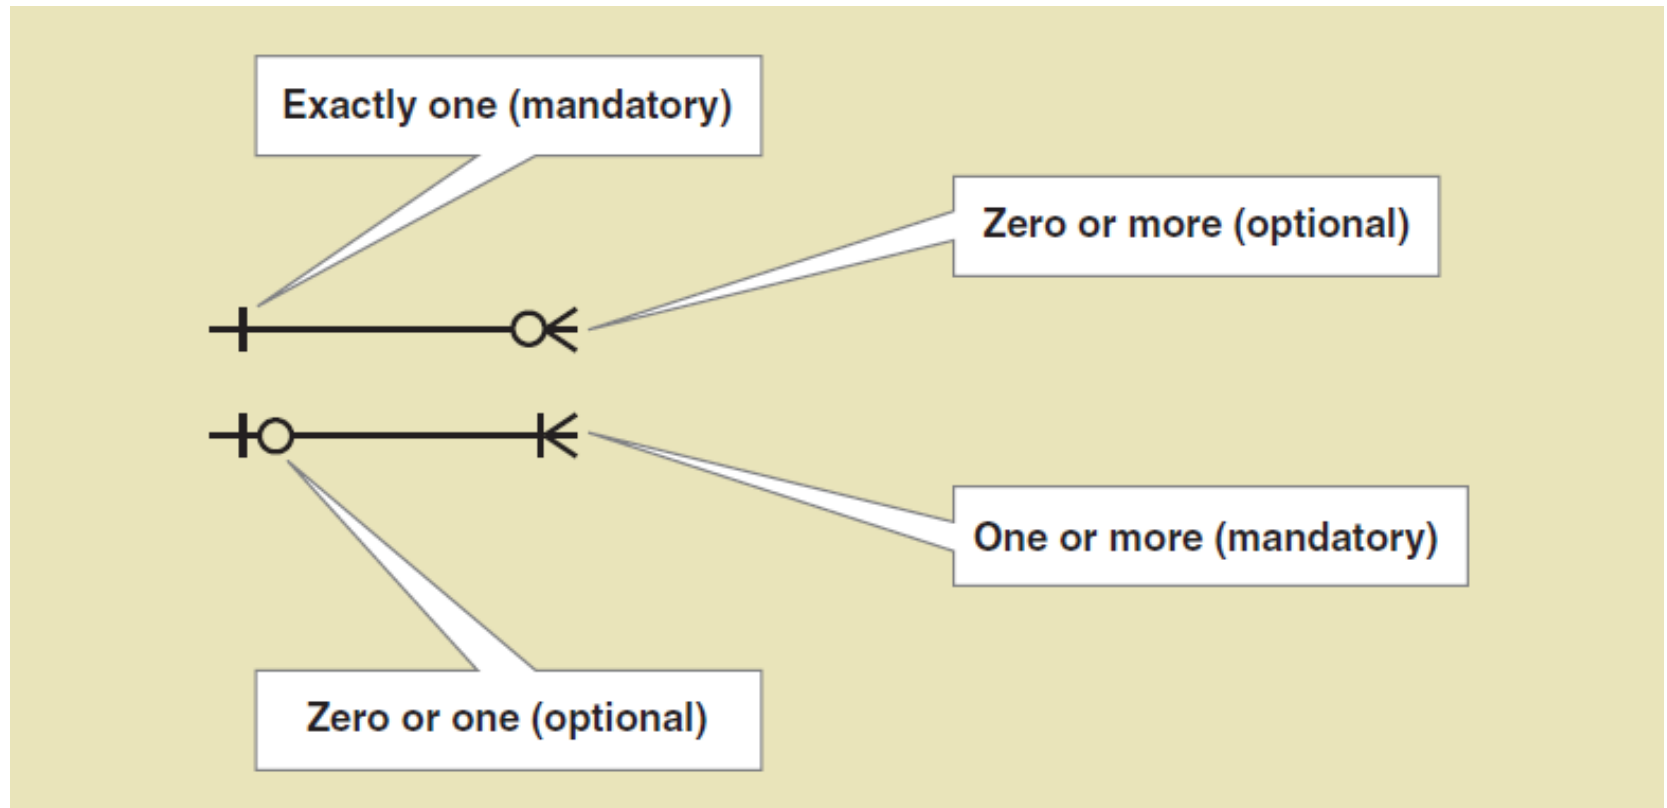 Exactly one (mandatory)
Zero or more (optional)
One or more (mandatory)
Zero or one (optional)